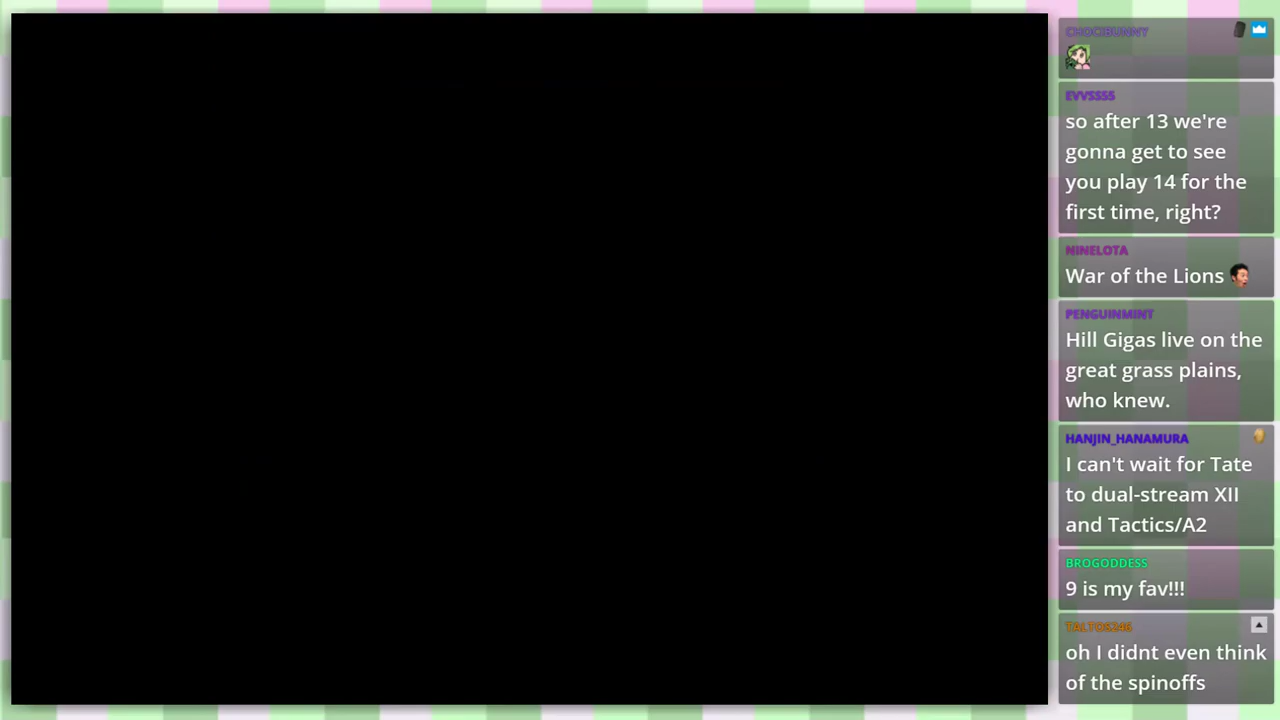 CHOCIBUNNY
EVVSS55
so after 13 we're
gonna get to see
you play 14 for the
first time, right?
NINELOTA
War of the Lions
PENGUINMINT
Hill Gigas live on the
great grass plains,
who knew.
HANJIN_HANAMURA
I can't wait for Tate
to dual-stream XII
and Tactics/A2
BROGODDESS
9 is my fav!!!
TALTOS246
oh I didnt even think
of the spinoffs